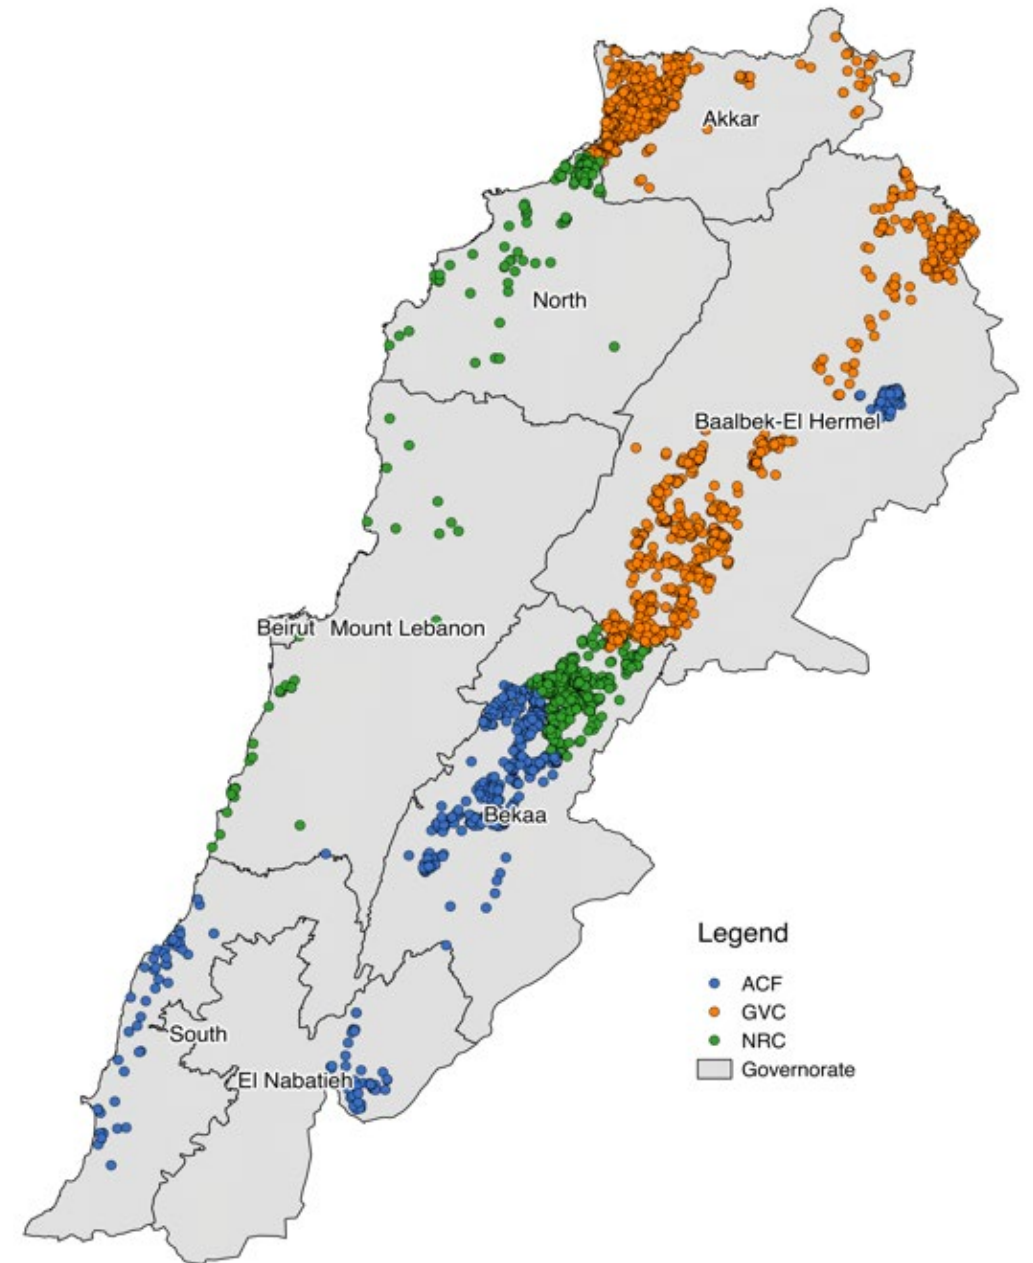 Akkar
North
Baalbek-El Hermel
Beirut
Mount Lebanon
Bekaa
Legend
ACF
GVC
NRC
Governorate
South
El Nabatieh